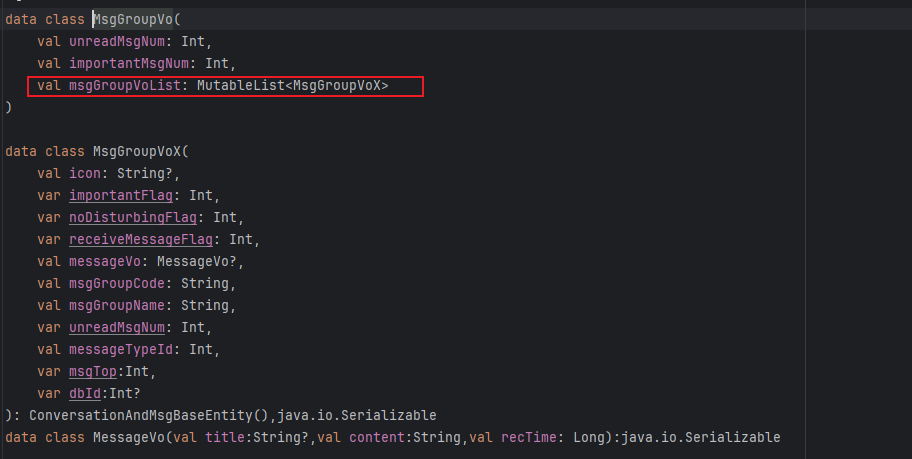 data class MsgGroupVo(
    val unreadMsgNum: Int,
    val importantMsgNum: Int,
    val msgGroupVoList: MutableList<MsgGroupVoX>
)
data class MsgGroupVoX(
    val icon: String?,
    var importantFlag: Int,
    var noDisturbingFlag: Int,
    var receiveMessageFlag: Int,
    val messageVo: MessageVo?,
    val msgGroupCode: String,
    val msgGroupName: String,
    var unreadMsgNum: Int,
    val messageTypeId: Int,
    var msgTop:Int,
    var dbId:Int?
): ConversationAndMsgBaseEntity(),java.io.Serializable
data class MessageVo(val title:String?,val content:String,val recTime: Long):java.io.Serializable